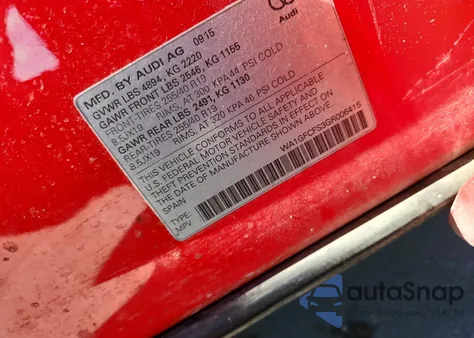 Audi
MFD. BY AUDI AG 09/15
GVWR LBS 4894, KG 2220
GAWR FRONT LBS 2546, KG 1155
FRONT-TIRES 255/40 R19
8.5JX19 RIMS, AT 300 KPA 44 PSI COLD
GAWR REAR LBS 2491, KG 1130
REAR-TIRES 255/40 R19
8.5JX19 RIMS, AT 320 KPA 46 PSI COLD
THIS VEHICLE CONFORMS TO ALL APPLICABLE
U.S. FEDERAL MOTOR VEHICLE SAFETY AND
THEFT PREVENTION STANDARDS IN EFFECT ON
THE DATE OF MANUFACTURE SHOWN ABOVE.
SPAIN
WA1GFCFS3GR006415
TYPE:
MPV
autoSnap